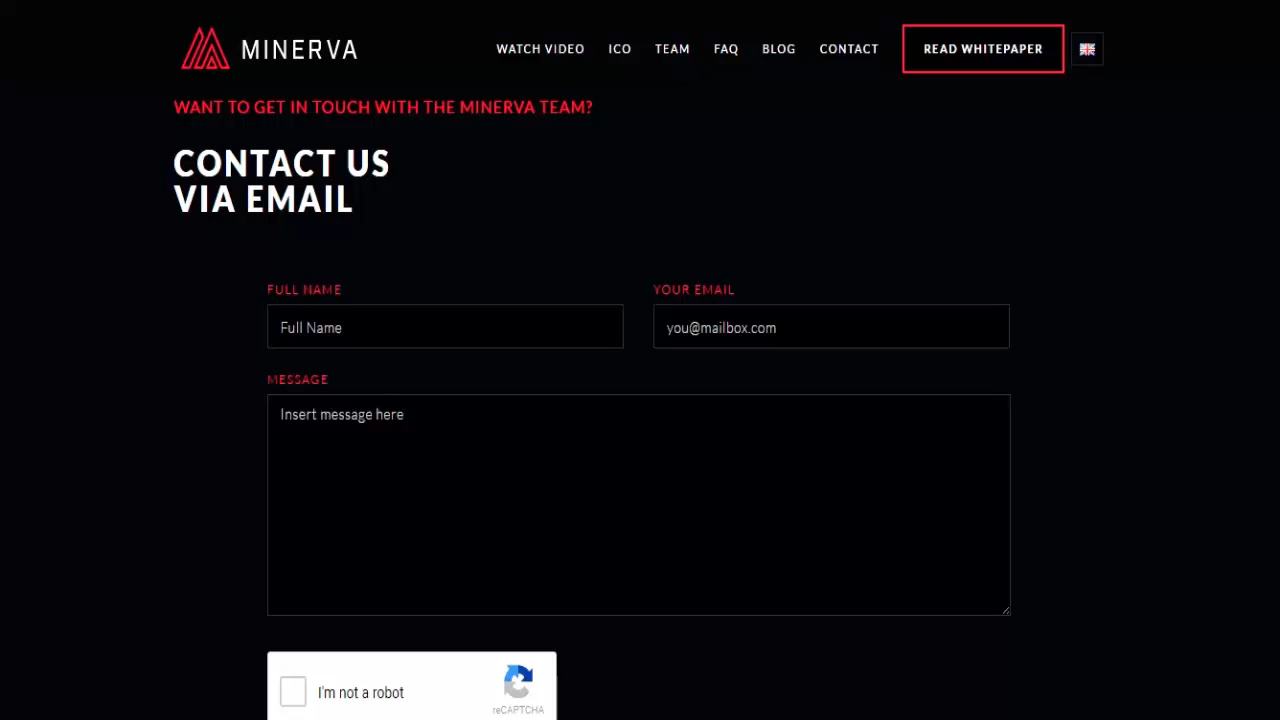 MINERVA
WATCH VIDEO ICO TEAM FAQ BLOG CONTACT READ WHITEPAPER
WANT TO GET IN TOUCH WITH THE MINERVA TEAM?
CONTACT US
VIA EMAIL
FULL NAME YOUR EMAIL
Full Name you@mailbox.com
MESSAGE
Insert message here
I'm not a robot
reCAPTCHA